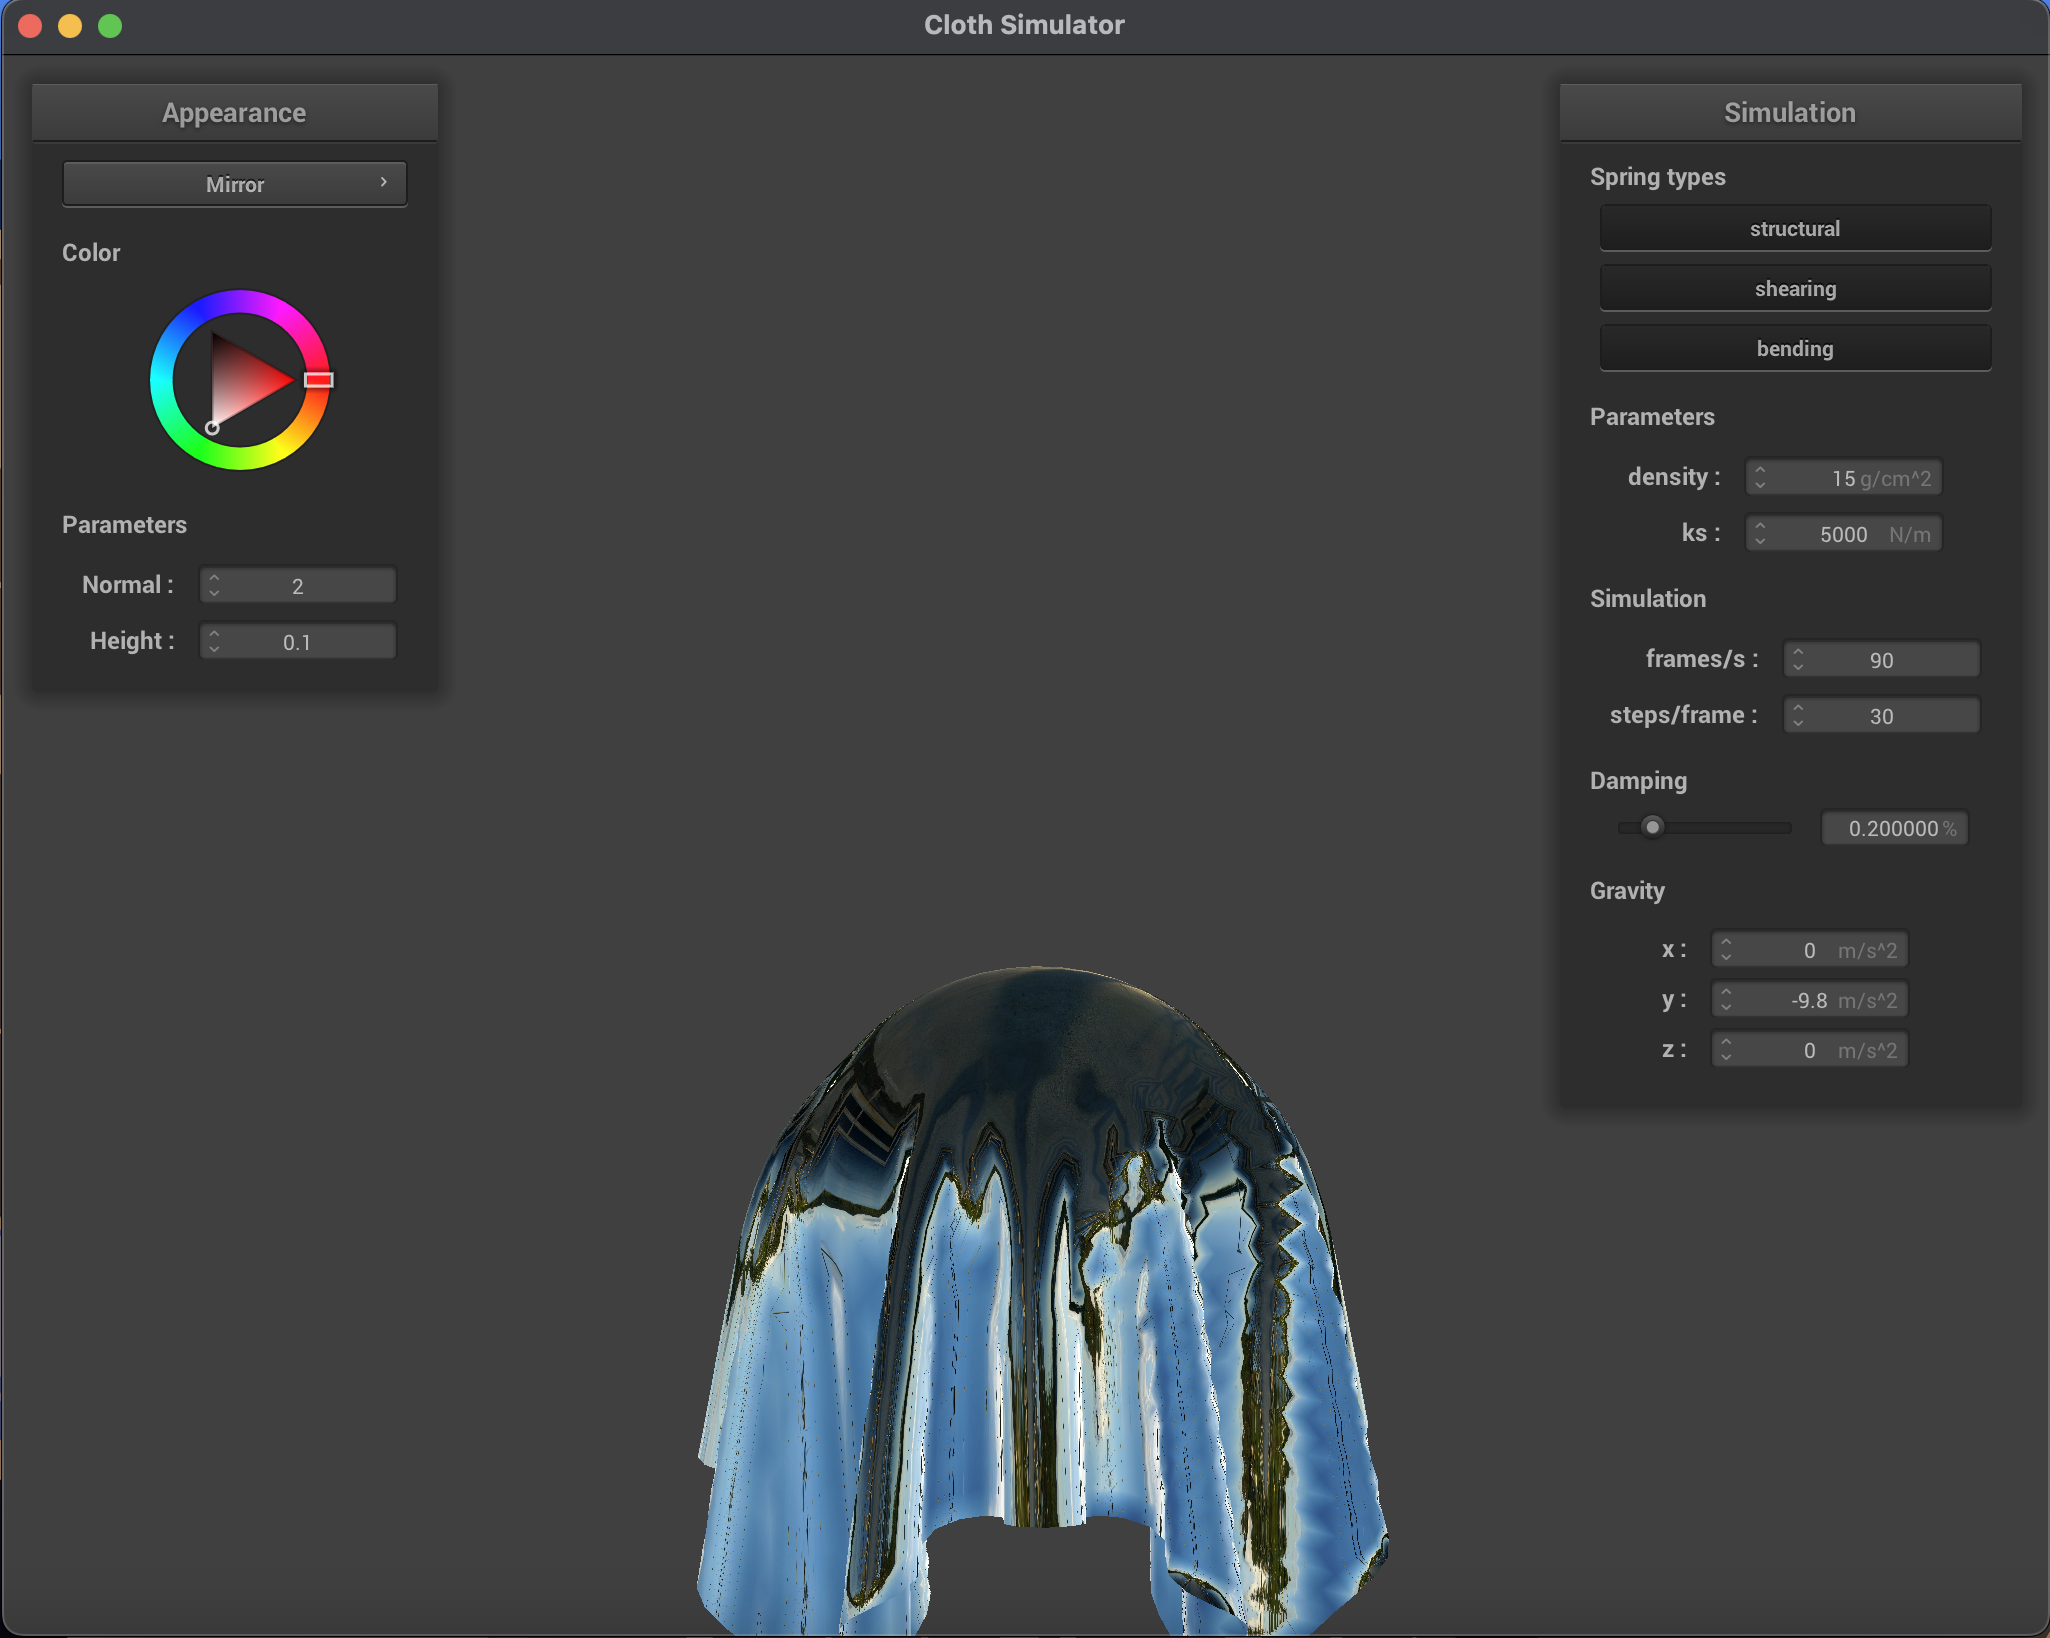 Cloth Simulator
Appearance
Mirror
Color
Parameters
Normal : 2
Height : 0.1
Simulation
Spring types
structural
shearing
bending
Parameters
density : 15 g/cm^2
ks : 5000 N/m
Simulation
frames/s : 90
steps/frame : 30
Damping
0.200000 %
Gravity
x : 0 m/s^2
y : -9.8 m/s^2
z : 0 m/s^2